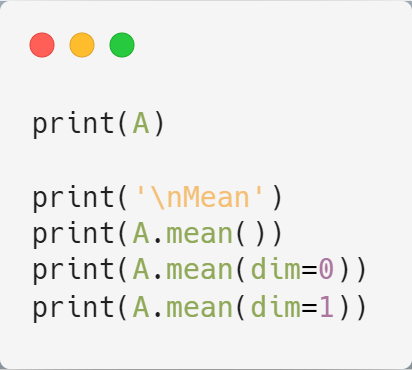 print(A)
print('\nMean')
print(A.mean())
print(A.mean(dim=0))
print(A.mean(dim=1))